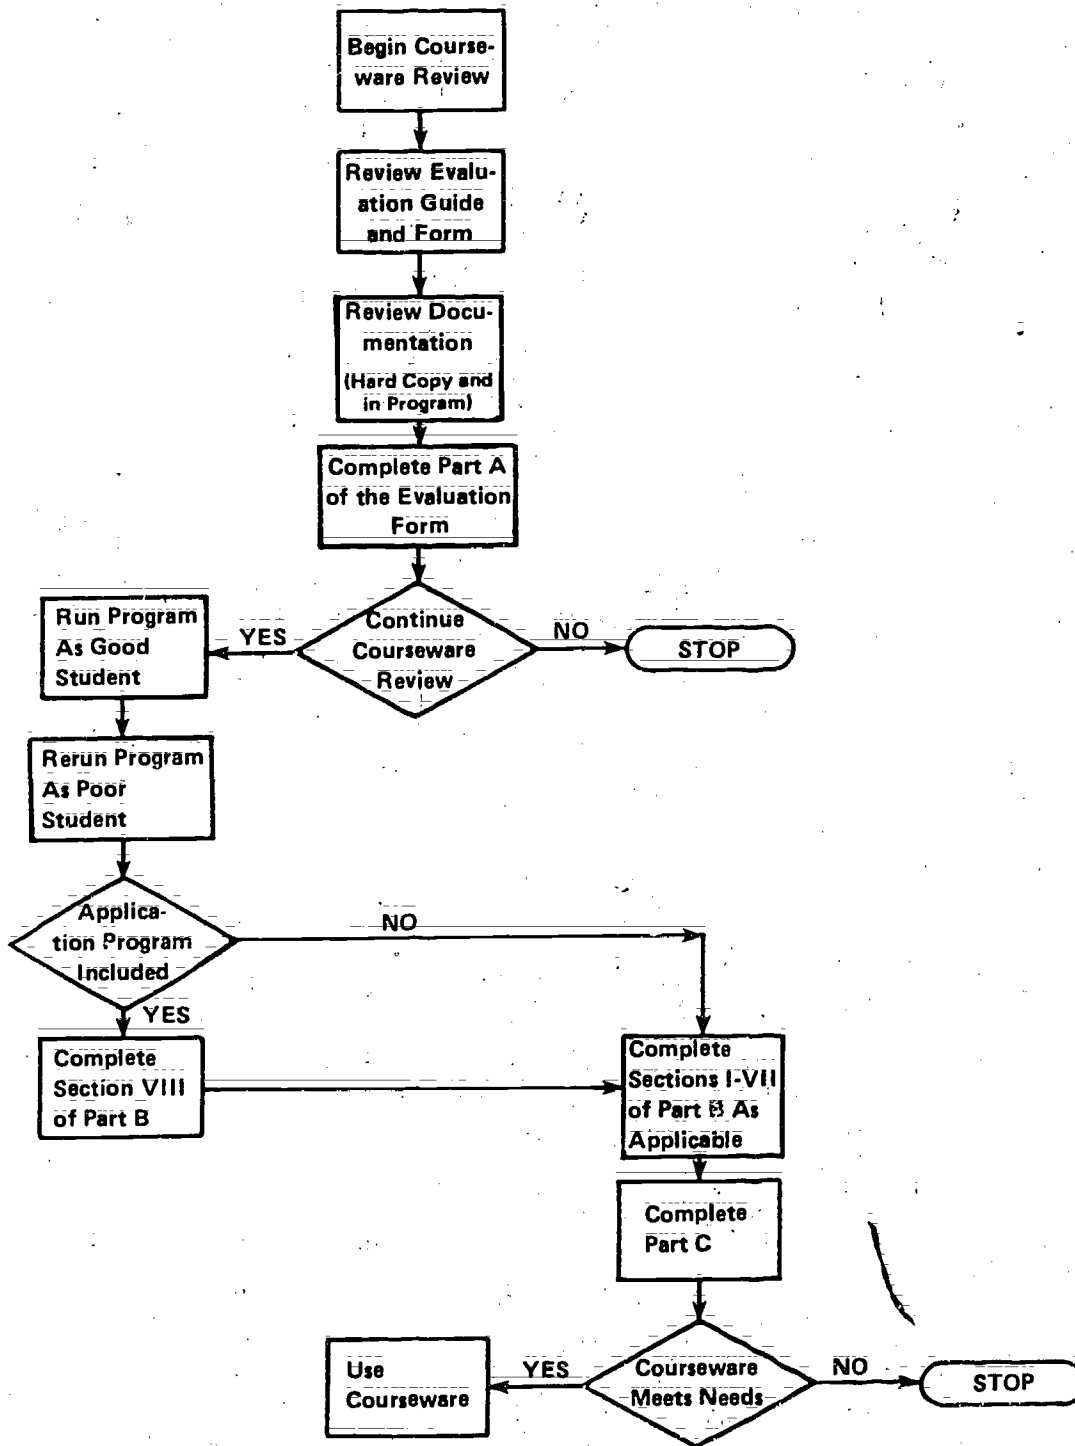 Begin Course-
ware Review
Review Evalu-
ation Guide
and Form
Review Docu-
mentation
(Hard Copy and
in Program)
Complete Part A
of the Evaluation
Form
Continue
Courseware
Review
YES
NO
STOP
Run Program
As Good
Student
Rerun Program
As Poor
Student
Applica-
tion Program
Included
NO
YES
Complete
Section VIII
of Part B
Complete
Sections I-VII
of Part B As
Applicable
Complete
Part C
Courseware
Meets Needs
YES
NO
Use
Courseware
STOP